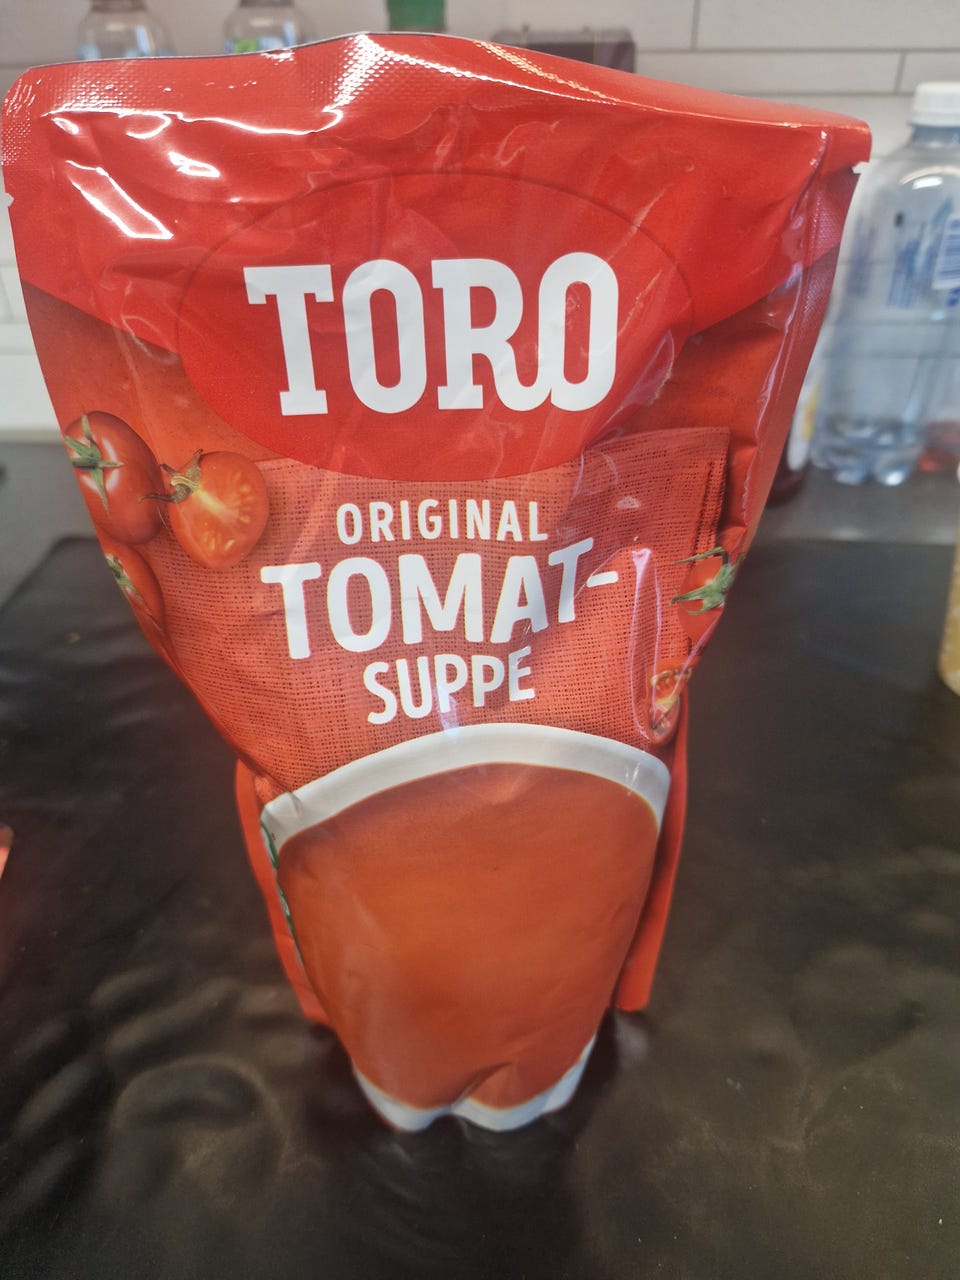 TORO
ORIGINAL
TOMAT-
SUPPE